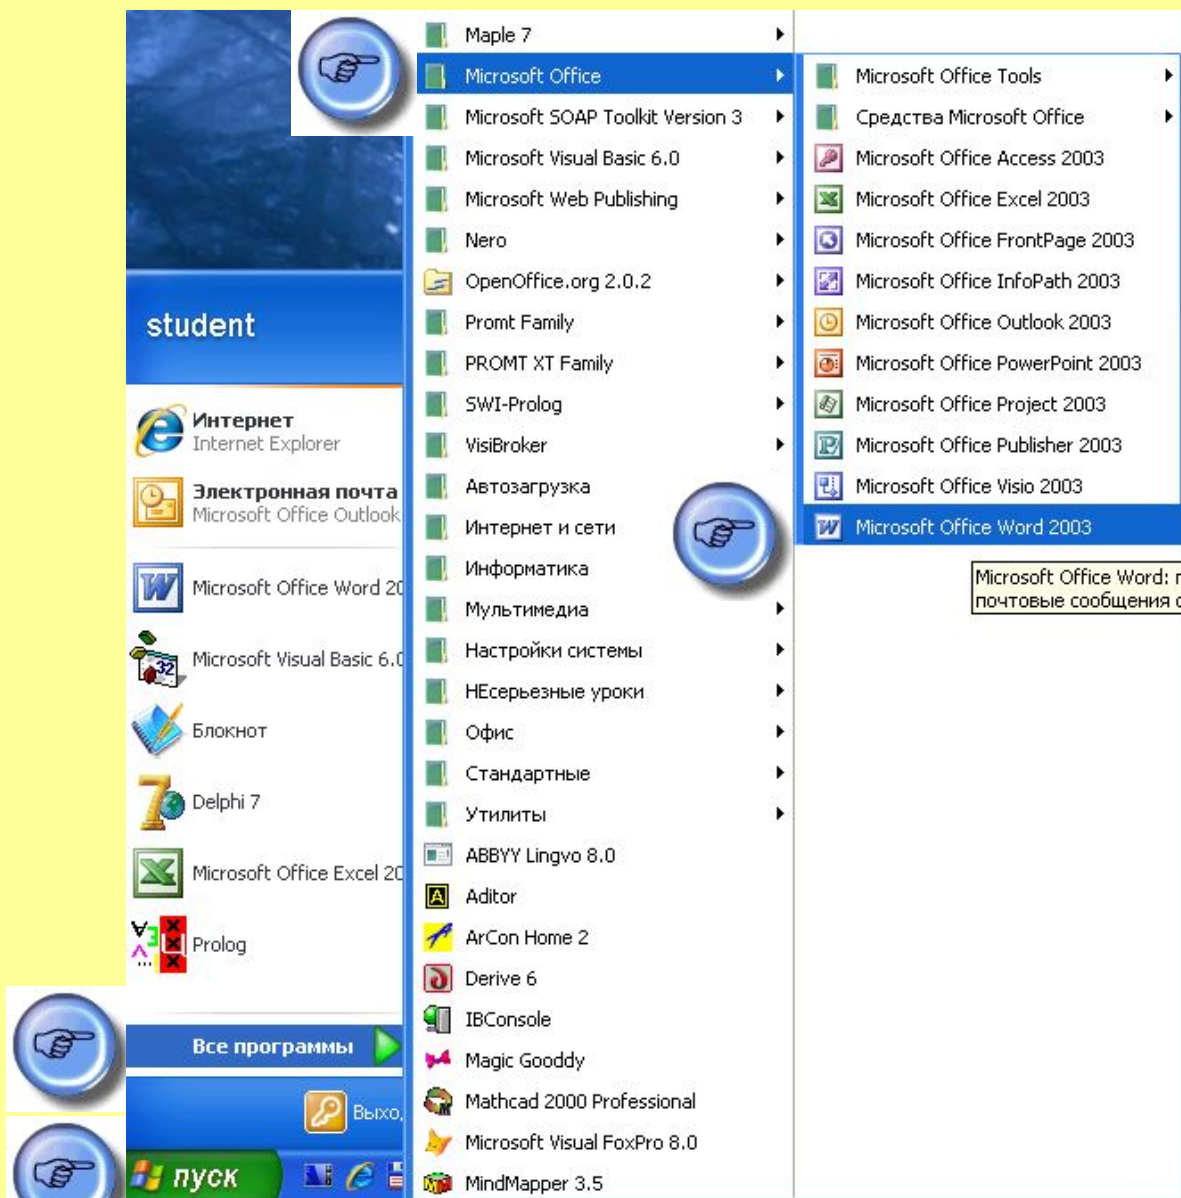 student
Интернет
Internet Explorer
Электронная почта
Microsoft Office Outlook
Microsoft Office Word 20
Microsoft Visual Basic 6.0
Блокнот
Delphi 7
Microsoft Office Excel 20
Prolog
Все программы
Выхо
пуск
Maple 7
Microsoft Office
Microsoft SOAP Toolkit Version 3
Microsoft Visual Basic 6.0
Microsoft Web Publishing
Nero
OpenOffice.org 2.0.2
Promt Family
PROMT XT Family
SWI-Prolog
VisiBroker
Автозагрузка
Интернет и сети
Информатика
Мультимедиа
Настройки системы
НЕсерьезные уроки
Офис
Стандартные
Утилиты
ABBYY Lingvo 8.0
Aditor
ArCon Home 2
Derive 6
IBConsole
Magic Gooddy
Mathcad 2000 Professional
Microsoft Visual FoxPro 8.0
MindMapper 3.5
Microsoft Office Tools
Средства Microsoft Office
Microsoft Office Access 2003
Microsoft Office Excel 2003
Microsoft Office FrontPage 2003
Microsoft Office InfoPath 2003
Microsoft Office Outlook 2003
Microsoft Office PowerPoint 2003
Microsoft Office Project 2003
Microsoft Office Publisher 2003
Microsoft Office Visio 2003
Microsoft Office Word 2003
Microsoft Office Word:
почтовые сообщения